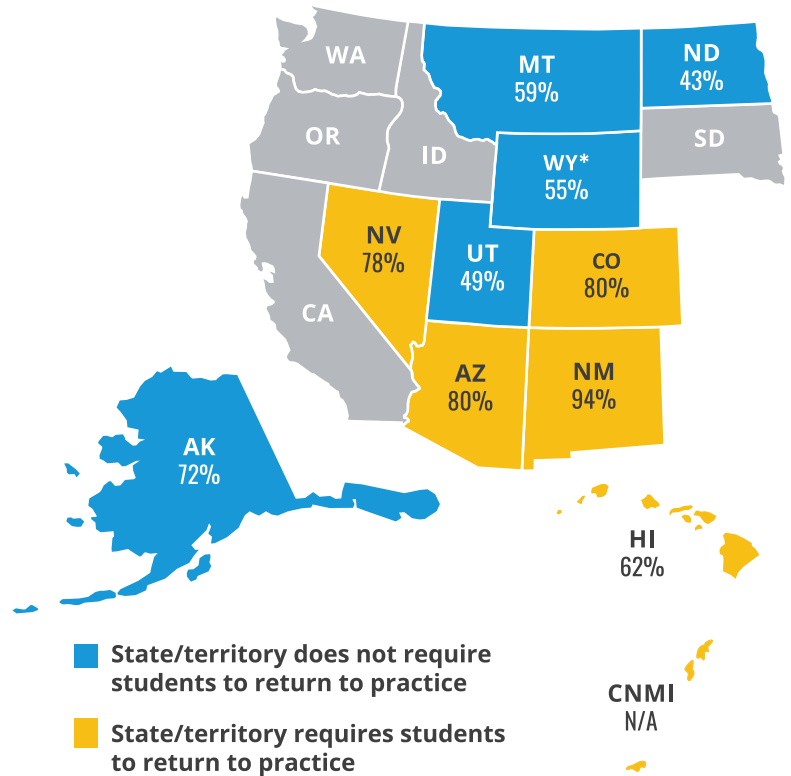 WA
MT
59%
ND
43%
OR
ID
SD
WY*
55%
NV
78%
UT
49%
CO
80%
CA
AZ
80%
NM
94%
AK
72%
HI
62%
CNMI
N/A
State/territory does not require
students to return to practice
State/territory requires students
to return to practice